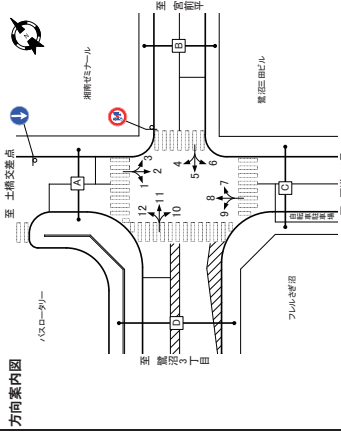 方向案内図
至 土橋交差点
湘南ゼミナール
至 宮前平
バスロータリー
A
B
鷺沼三田ビル
1
2
3
4
5
6
7
8
9
10
11
12
C
D
至 鷺沼3丁目
フレルさぎ沼
自転車駐車場